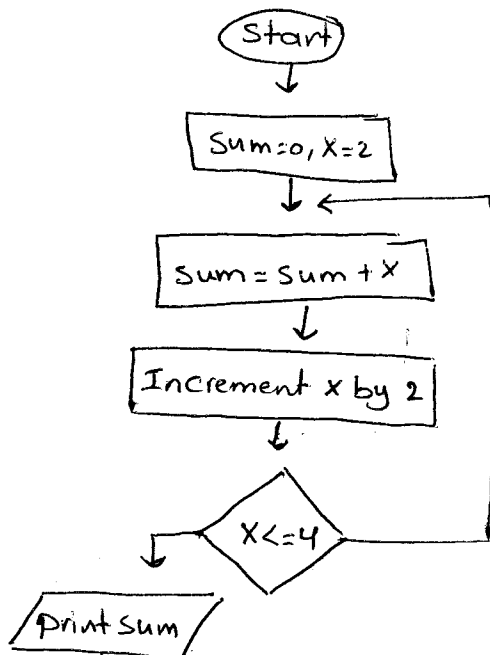 Start
Sum=0, X=2
Sum = Sum + X
Increment x by 2
X<=4
print Sum